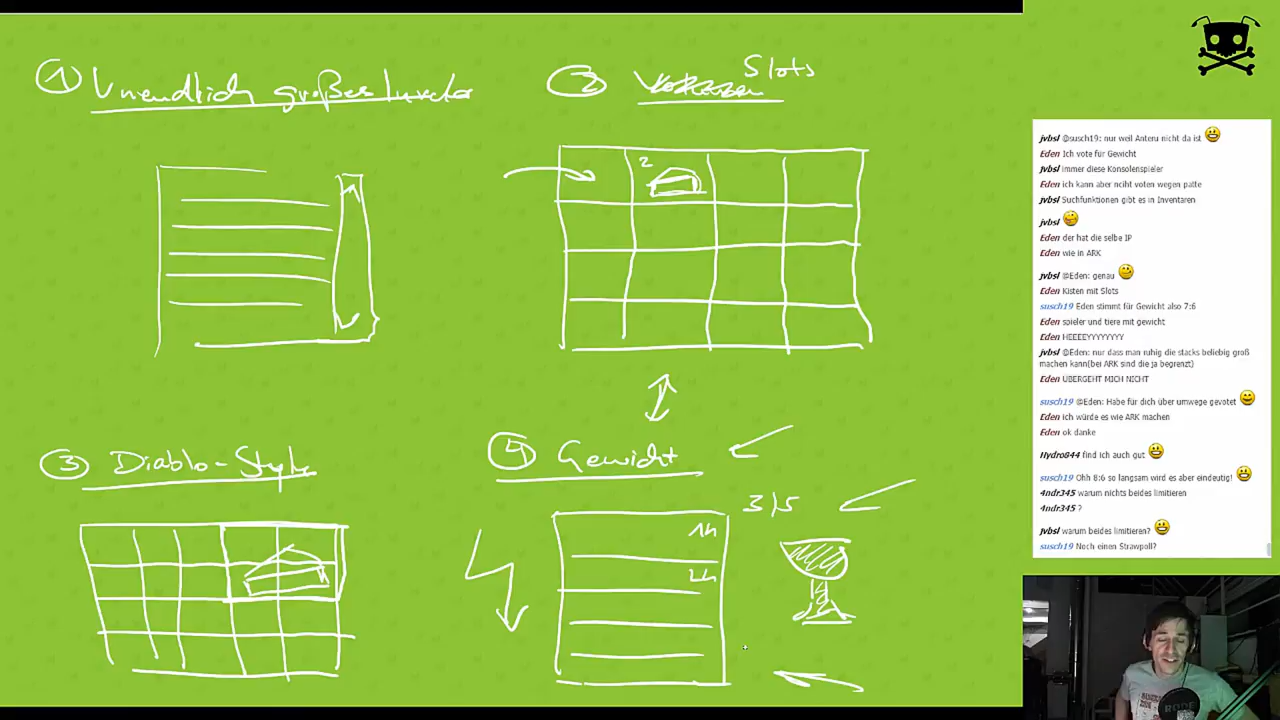 ① Unendlich großes
② Slots
2
③ Diablo-Style
④ Gewicht
3/5
jvbsl @susch19: nur weil Anteru nicht da ist
Eden Ich vote für Gewicht
jvbsl immer diese Konsolenspieler
Eden ich kann aber nciht voten wegen patte
jvbsl Suchfunktionen gibt es in Inventaren
jvbsl
Eden der hat die selbe IP
Eden wie in ARK
jvbsl @Eden: genau
Eden Kisten mit Slots
susch19 Eden stimmt für Gewicht also 7:6
Eden spieler und tiere mit gewicht
Eden HEEEEYYYYYYY
jvbsl @Eden: nur dass man ruhig die stacks beliebig groß
machen kann(bei ARK sind die ja begrenzt)
Eden ÜBERGEHT MICH NICHT
susch19 @Eden: Habe für dich über umwege gevotet
Eden ich würde es wie ARK machen
Eden ok danke
Hydro844 find ich auch gut
susch19 Ohh 8:6 so langsam wird es aber eindeutig!
4ndr345 warum nichts beides limitieren
4ndr345 ?
jvbsl warum beides limitieren?
susch19 Noch einen Strawpoll?
RODE